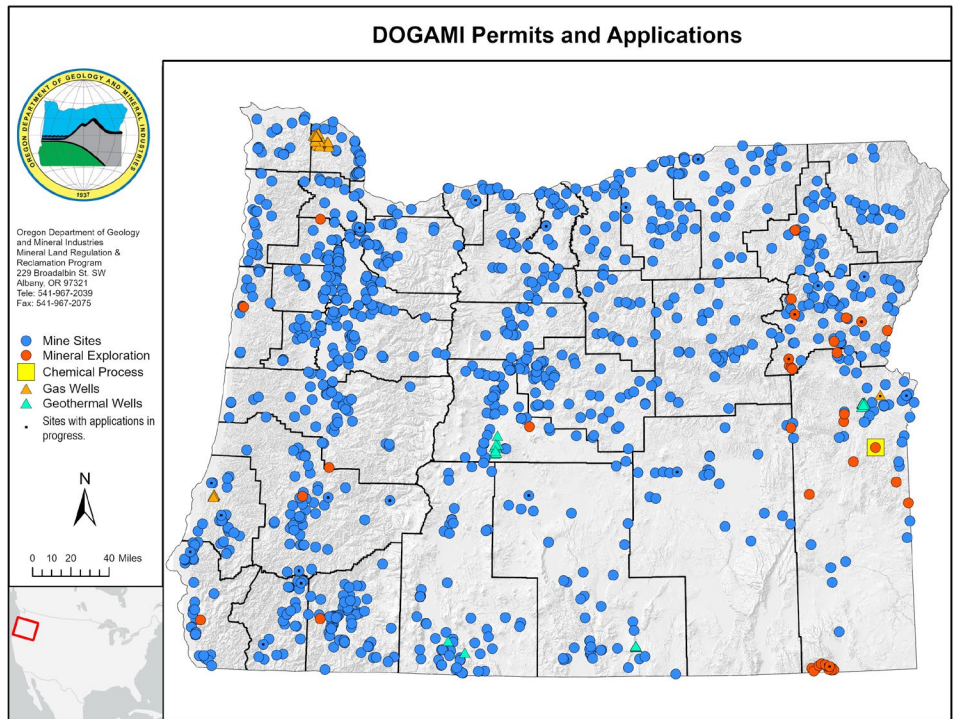 DOGAMI Permits and Applications
OREGON DEPARTMENT OF GEOLOGY AND MINERAL INDUSTRIES
1937
Oregon Department of Geology
and Mineral Industries
Mineral Land Regulation &
Reclamation Program
229 Broadalbin St. SW
Albany, OR 97321
Tele: 541-967-2039
Fax: 541-967-2075
Mine Sites
Mineral Exploration
Chemical Process
Gas Wells
Geothermal Wells
Sites with applications in
progress.
N
0 20 40 Miles